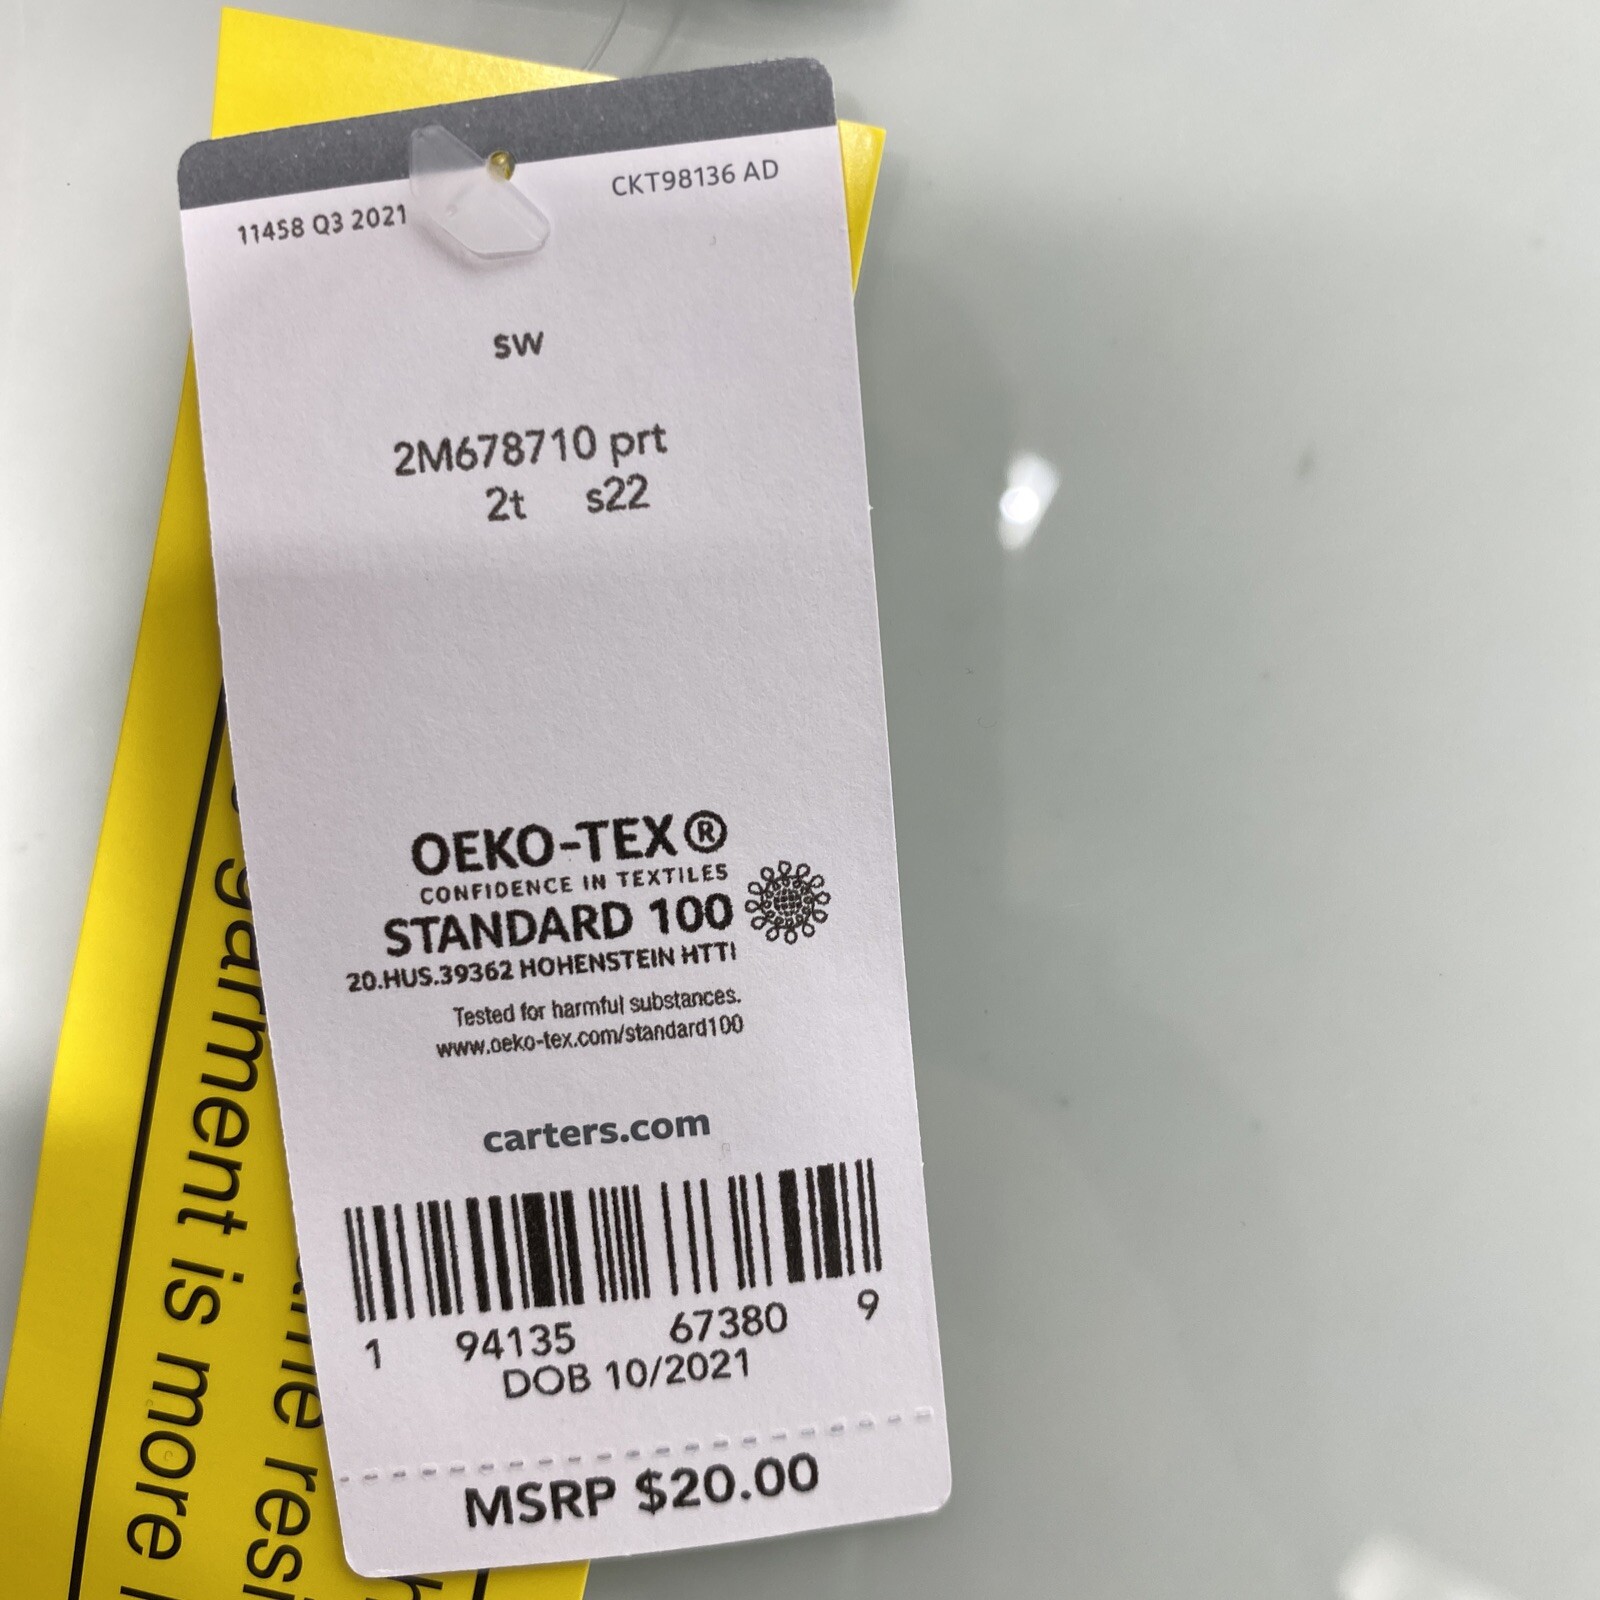 11458 Q3 2021
CKT98136 AD
sw
2M678710 prt
2t s22
OEKO-TEX®
CONFIDENCE IN TEXTILES
STANDARD 100
20.HUS.39362 HOHENSTEIN HTTI
Tested for harmful substances.
www.oeko-tex.com/standard100
carters.com
1 94135 67380 9
DOB 10/2021
MSRP $20.00
garment is more